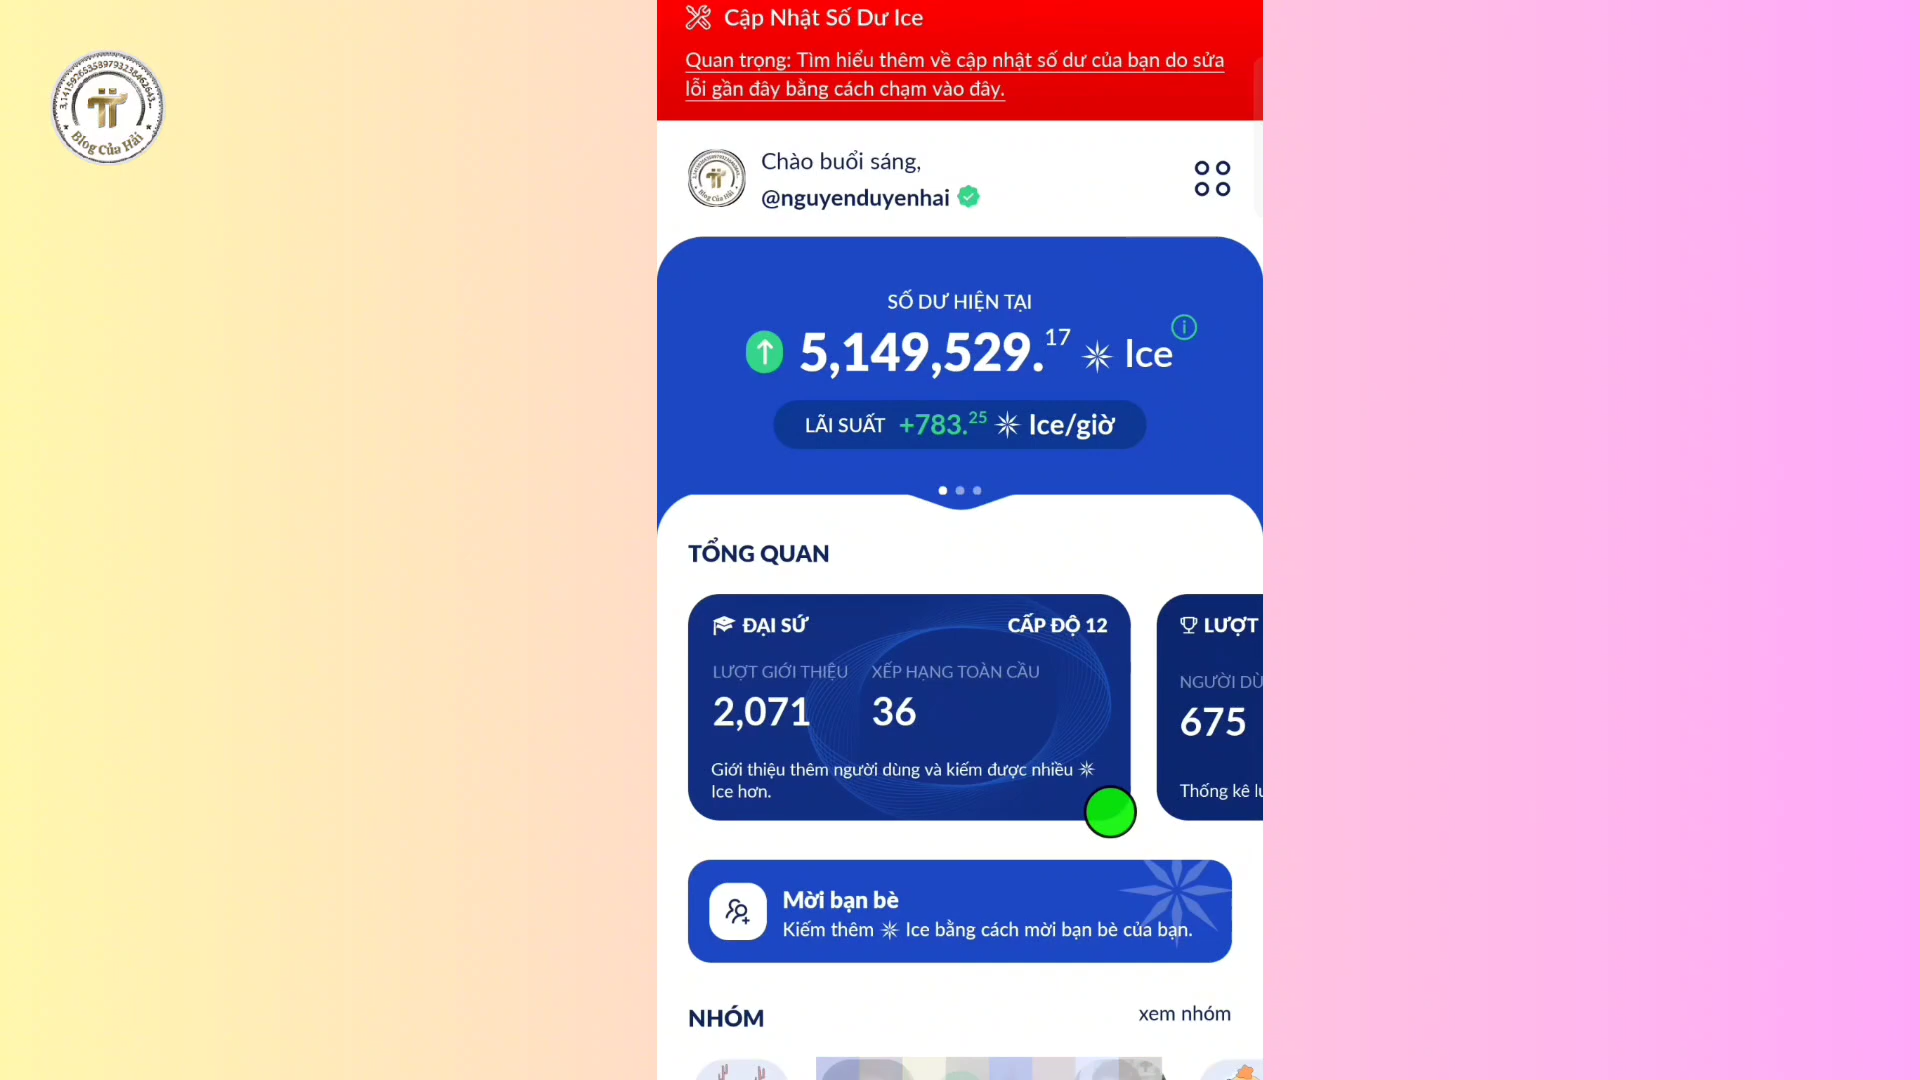 Cập Nhật Số Dư Ice
Quan trọng: Tìm hiểu thêm về cập nhật số dư của bạn do sửa
lỗi gần đây bằng cách chạm vào đây.
Blog Của Hải
Chào buổi sáng,
@nguyenduyenhai
SỐ DƯ HIỆN TẠI
5,149,529.17 Ice
LÃI SUẤT +783.25 Ice/giờ
TỔNG QUAN
ĐẠI SỨ CẤP ĐỘ 12
LƯỢT GIỚI THIỆU XẾP HẠNG TOÀN CẦU
2,071 36
Giới thiệu thêm người dùng và kiếm được nhiều
Ice hơn.
LƯỢT
NGƯỜI DÙ
675
Thống kê lư
Mời bạn bè
Kiếm thêm Ice bằng cách mời bạn bè của bạn.
NHÓM xem nhóm